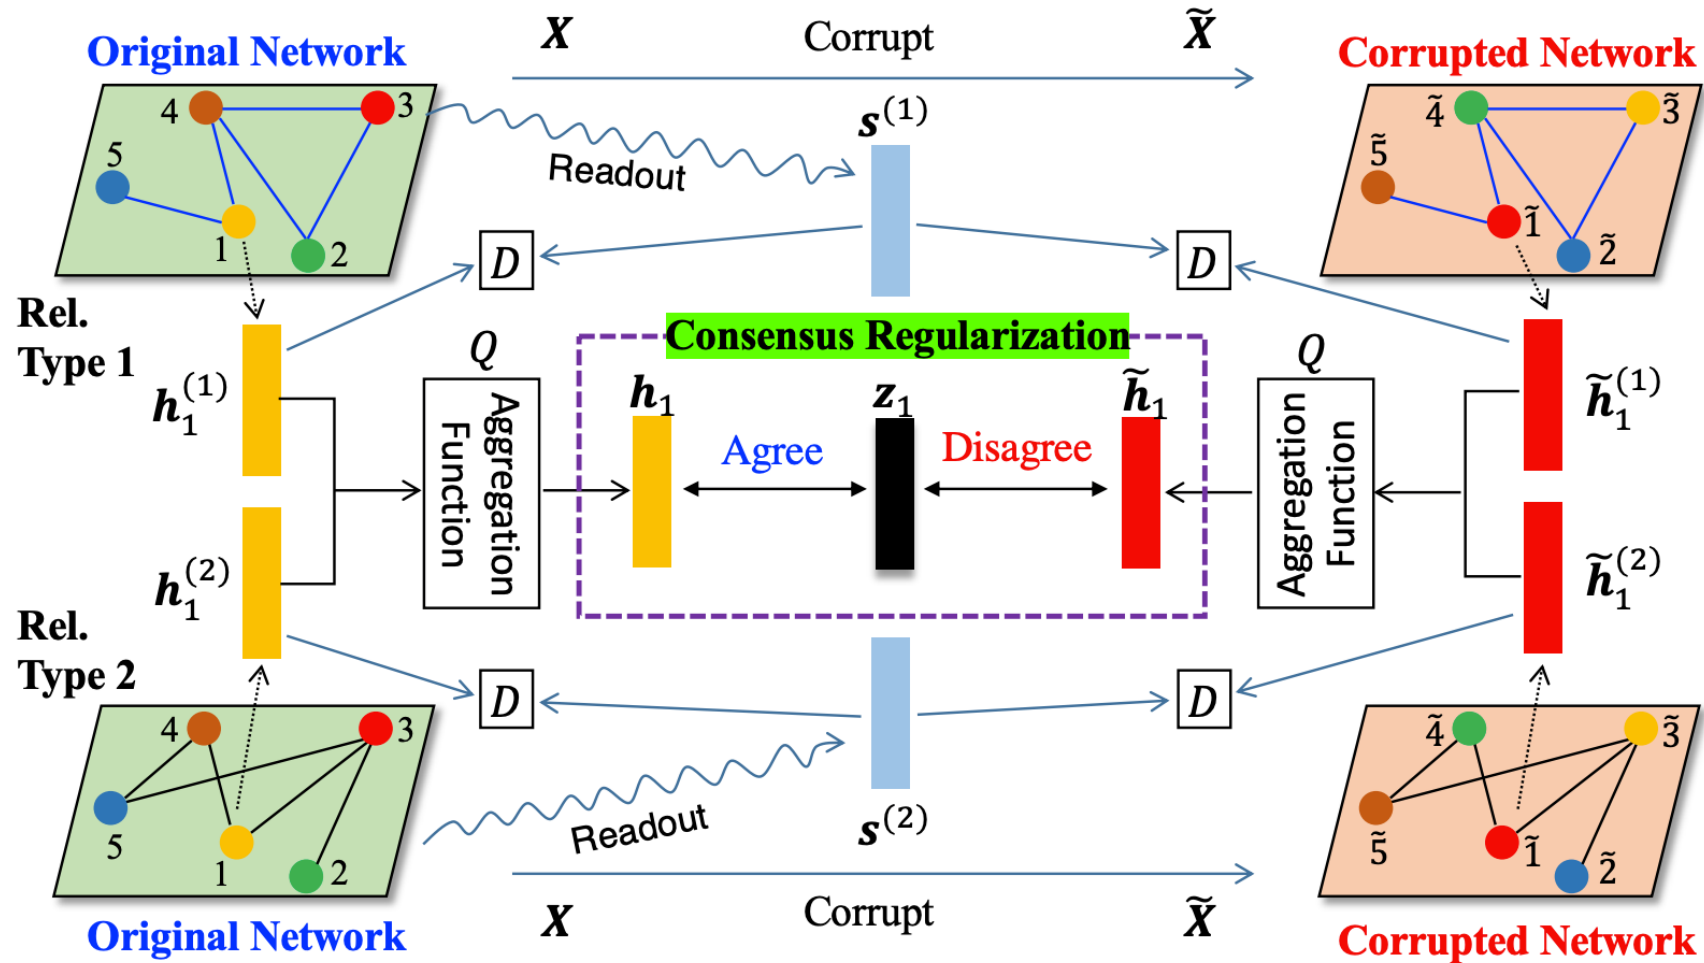 X Corrupt X̃
Original Network
Corrupted Network
4 3
5
1 2
s⁽¹⁾
Readout
4̃ 3̃
5̃
1̃ 2̃
D D
Rel.
Type 1
Consensus Regularization
Q Q
h₁⁽¹⁾
Aggregation
Function
h₁ z₁ h̃₁
Agree Disagree
Aggregation
Function
h̃₁⁽¹⁾
h₁⁽²⁾
h̃₁⁽²⁾
Rel.
Type 2
D D
4 3
5
1 2
Readout
s⁽²⁾
4̃ 3̃
5̃
1̃ 2̃
X Corrupt X̃
Original Network
Corrupted Network